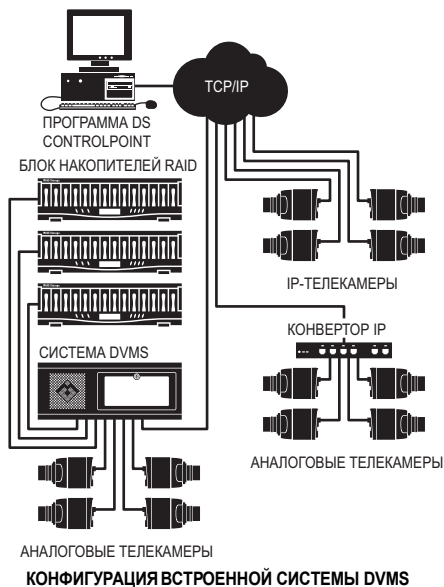 TCP/IP
ПРОГРАММА DS
CONTROLPOINT
БЛОК НАКОПИТЕЛЕЙ RAID
IP-ТЕЛЕКАМЕРЫ
КОНВЕРТОР IP
СИСТЕМА DVMS
АНАЛОГОВЫЕ ТЕЛЕКАМЕРЫ
АНАЛОГОВЫЕ ТЕЛЕКАМЕРЫ
КОНФИГУРАЦИЯ ВСТРОЕННОЙ СИСТЕМЫ DVMS